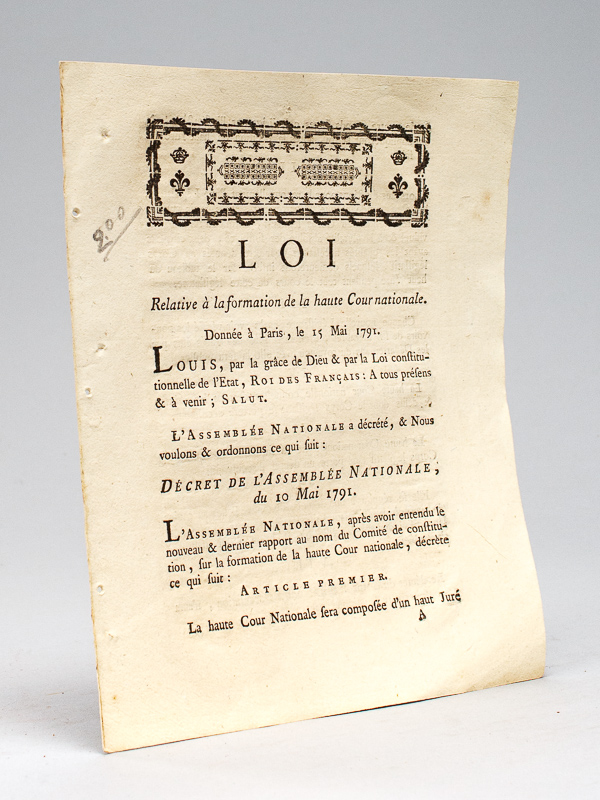 2.00
LOI
Relative à la formation de la haute Cour nationale.
Donnée à Paris, le 15 Mai 1791.
LOUIS, par la grâce de Dieu & par la Loi conſtitu-
tionnelle de l'Etat, ROI DES FRANÇAIS: A tous préſens
& à venir; SALUT.
L'ASSEMBLÉE NATIONALE a décrété, & Nous
voulons & ordonnons ce qui ſuit:
DÉCRET DE L'ASSEMBLÉE NATIONALE,
du 10 Mai 1791.
L'ASSEMBLÉE NATIONALE, après avoir entendu le
nouveau & dernier rapport au nom du Comité de conſtitu-
tion, ſur la formation de la haute Cour nationale, décrète
ce qui ſuit:
ARTICLE PREMIER.
La haute Cour Nationale ſera compoſée d'un haut Juré
A